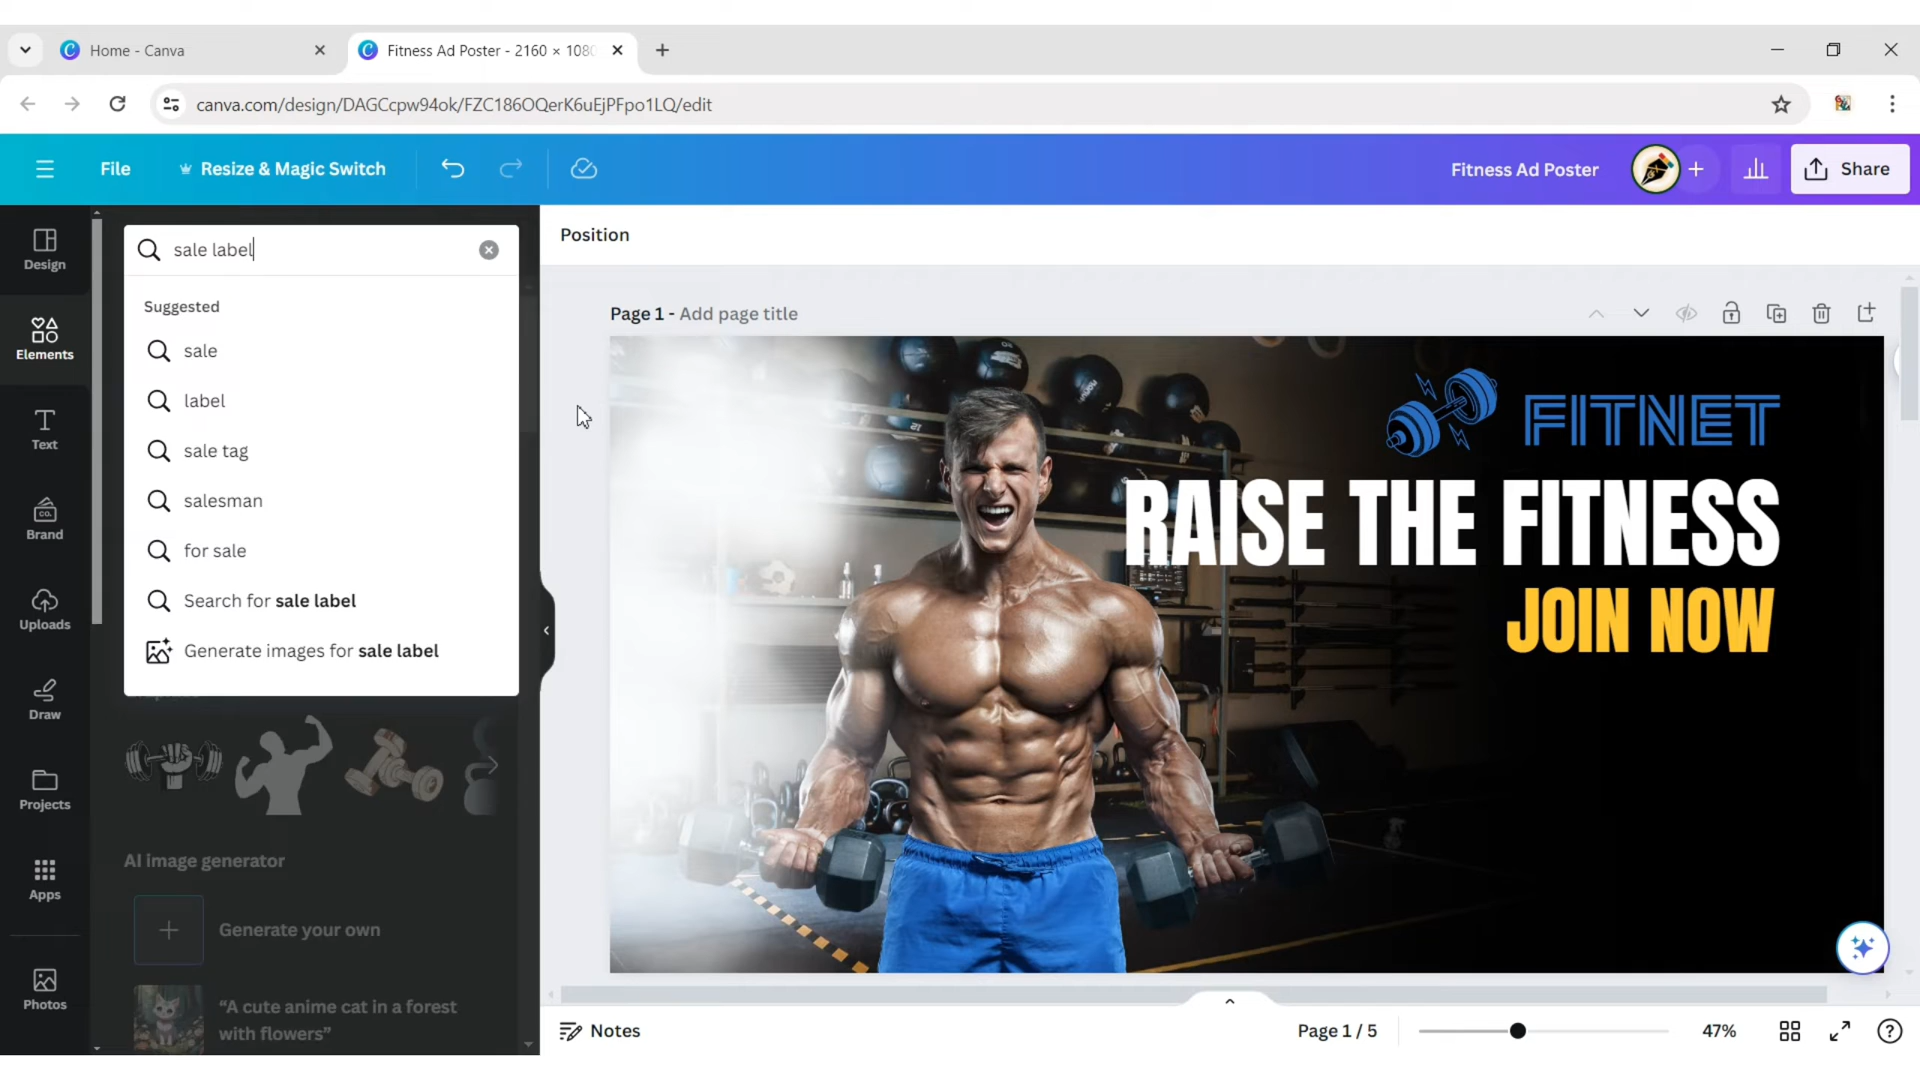 Home - Canva
Fitness Ad Poster - 2160 × 1080
canva.com/design/DAGCcpw94ok/FZC186OQerK6uEjPFpo1LQ/edit
File
Resize & Magic Switch
Fitness Ad Poster
Share
Design
Elements
Text
Brand
Uploads
Draw
Projects
Apps
Photos
sale label
Suggested
sale
label
sale tag
salesman
for sale
Search for sale label
Generate images for sale label
AI image generator
Generate your own
“A cute anime cat in a forest
with flowers”
Position
Page 1 - Add page title
FITNET
RAISE THE FITNESS
JOIN NOW
Notes
Page 1 / 5
47%